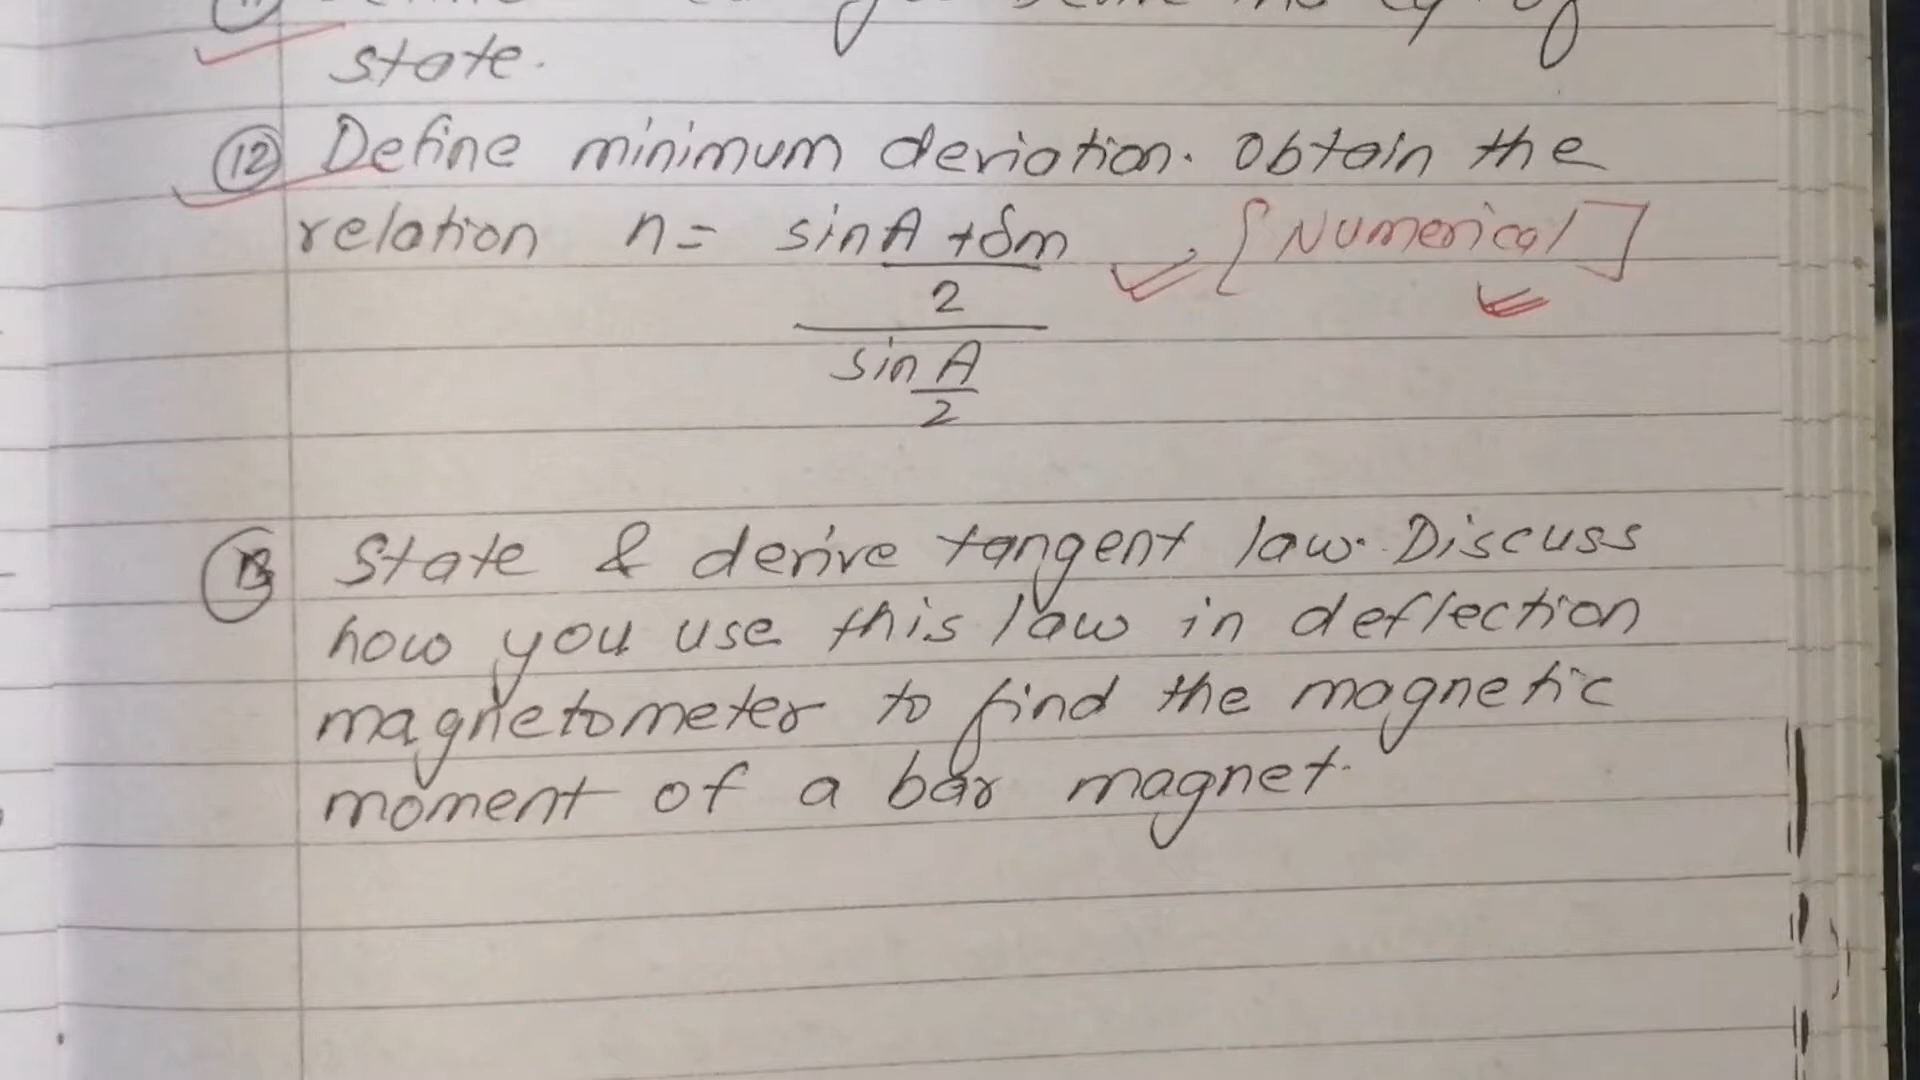 state.
12 Define minimum deviation. Obtain the
relation n = sin A + δm , [Numerical]
2
sin A
2
13 State & derive tangent law. Discuss
how you use this law in deflection
magnetometer to find the magnetic
moment of a bar magnet.